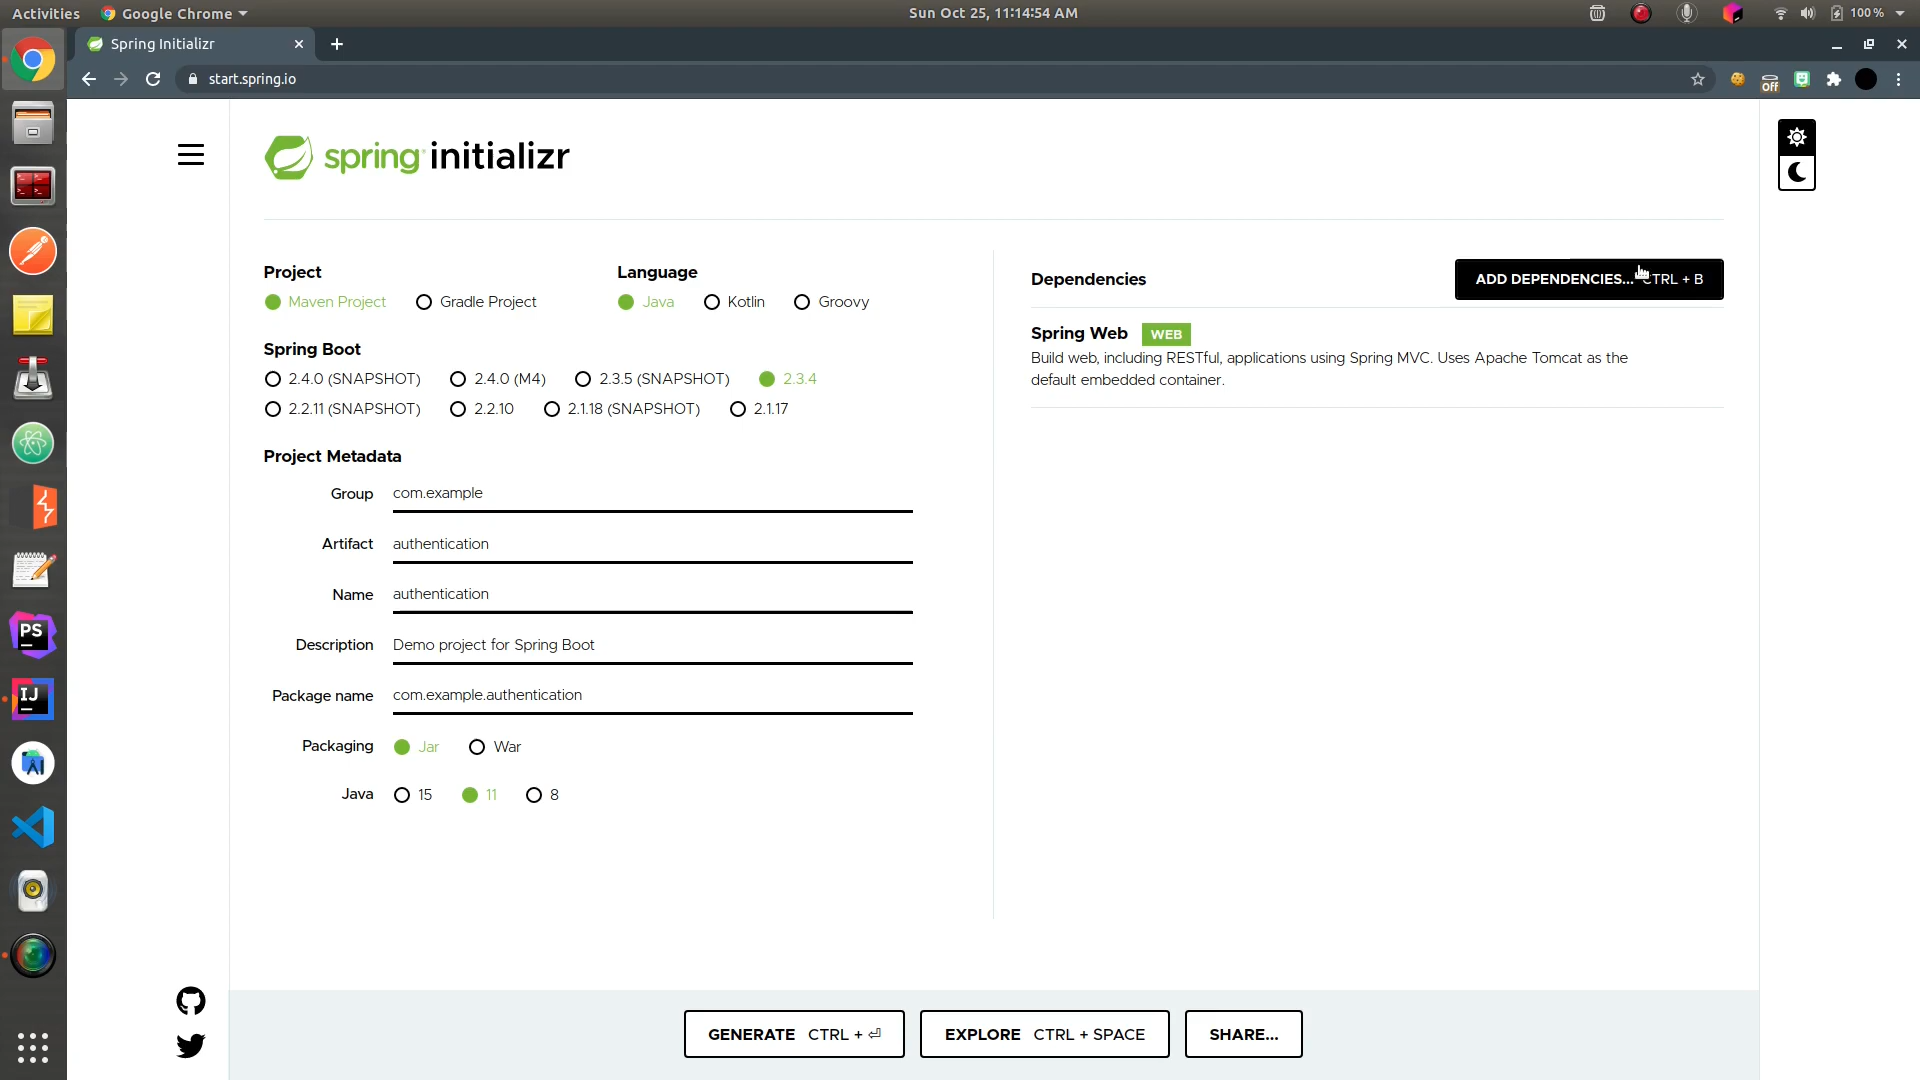 Activities Google Chrome Sun Oct 25, 11:14:54 AM 100 %
Spring Initializr
start.spring.io
Off
spring initializr
Project
Maven Project Gradle Project
Language
Java Kotlin Groovy
Spring Boot
2.4.0 (SNAPSHOT) 2.4.0 (M4) 2.3.5 (SNAPSHOT) 2.3.4
2.2.11 (SNAPSHOT) 2.2.10 2.1.18 (SNAPSHOT) 2.1.17
Project Metadata
Group com.example
Artifact authentication
Name authentication
Description Demo project for Spring Boot
Package name com.example.authentication
Packaging Jar War
Java 15 11 8
Dependencies
ADD DEPENDENCIES... CTRL + B
Spring Web WEB
Build web, including RESTful, applications using Spring MVC. Uses Apache Tomcat as the
default embedded container.
GENERATE CTRL + ⏎ EXPLORE CTRL + SPACE SHARE...
PS
IJ